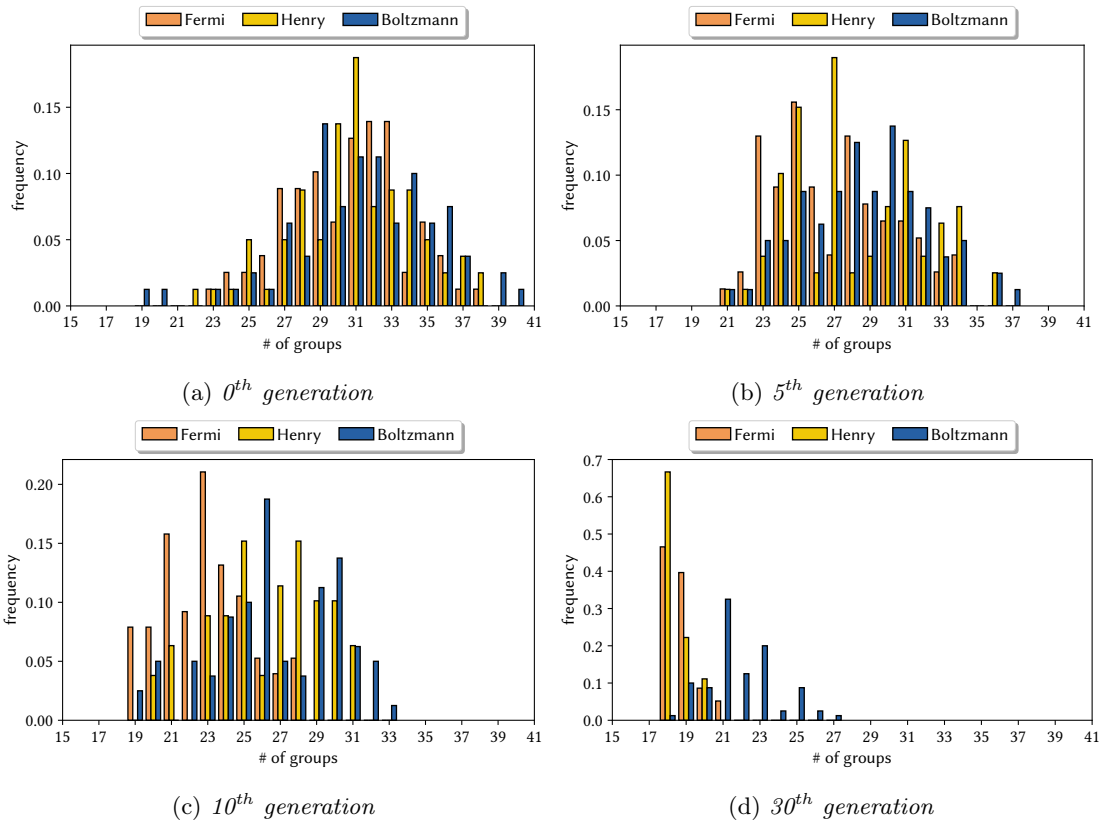 Fermi Henry Boltzmann
frequency
0.15
0.10
0.05
0.00
15 17 19 21 23 25 27 29 31 33 35 37 39 41
# of groups
(a) 0th generation
Fermi Henry Boltzmann
frequency
0.15
0.10
0.05
0.00
15 17 19 21 23 25 27 29 31 33 35 37 39 41
# of groups
(b) 5th generation
Fermi Henry Boltzmann
frequency
0.20
0.15
0.10
0.05
0.00
15 17 19 21 23 25 27 29 31 33 35 37 39 41
# of groups
(c) 10th generation
Fermi Henry Boltzmann
frequency
0.7
0.6
0.5
0.4
0.3
0.2
0.1
0.0
15 17 19 21 23 25 27 29 31 33 35 37 39 41
# of groups
(d) 30th generation